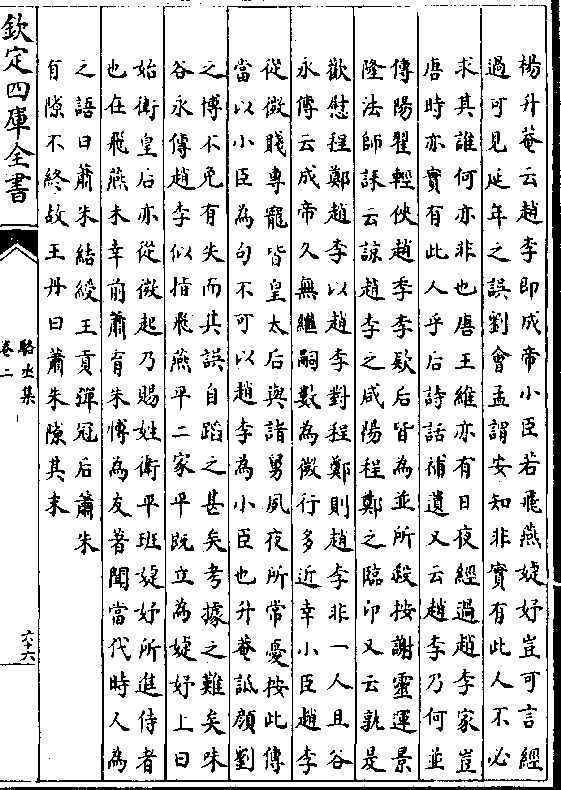 楊升菴云趙李即成帝小臣若飛燕婕妤豈可言經
過可見延年之誤劉會孟謂安知非實有此人不必
求其誰何亦非也唐王維亦有日夜經過趙李家豈
唐時亦實有此人乎后詩話補遺又云趙李乃何並
傳陽翟輕俠趙季李欵后皆為並所殺按謝靈運景
隆法師誄云諒趙李之咸陽程鄭之臨卭又云孰是
歡慰程鄭趙李以趙李對程鄭則趙李非一人且谷
永傳云成帝久無繼嗣數為微行多近幸小臣趙李
從微賤專寵皆皇太后與諸舅夙夜所常憂按此傳
當以小臣為句不可以趙李為小臣也升菴詆顔劉
之博不免有失而其誤自蹈之甚矣考據之難矣味
谷永傳趙李似指飛燕平二家平既立為婕妤上曰
始衛皇后亦從微起乃賜姓衛平班婕妤所進侍者
也在飛燕未幸前蕭育朱博為友著聞當代時人為
之語曰蕭朱結綬王貢彈冠后蕭朱
有隙不終故王丹曰蕭朱隙其末
欽定四庫全書
駱丞集
卷二
六十六